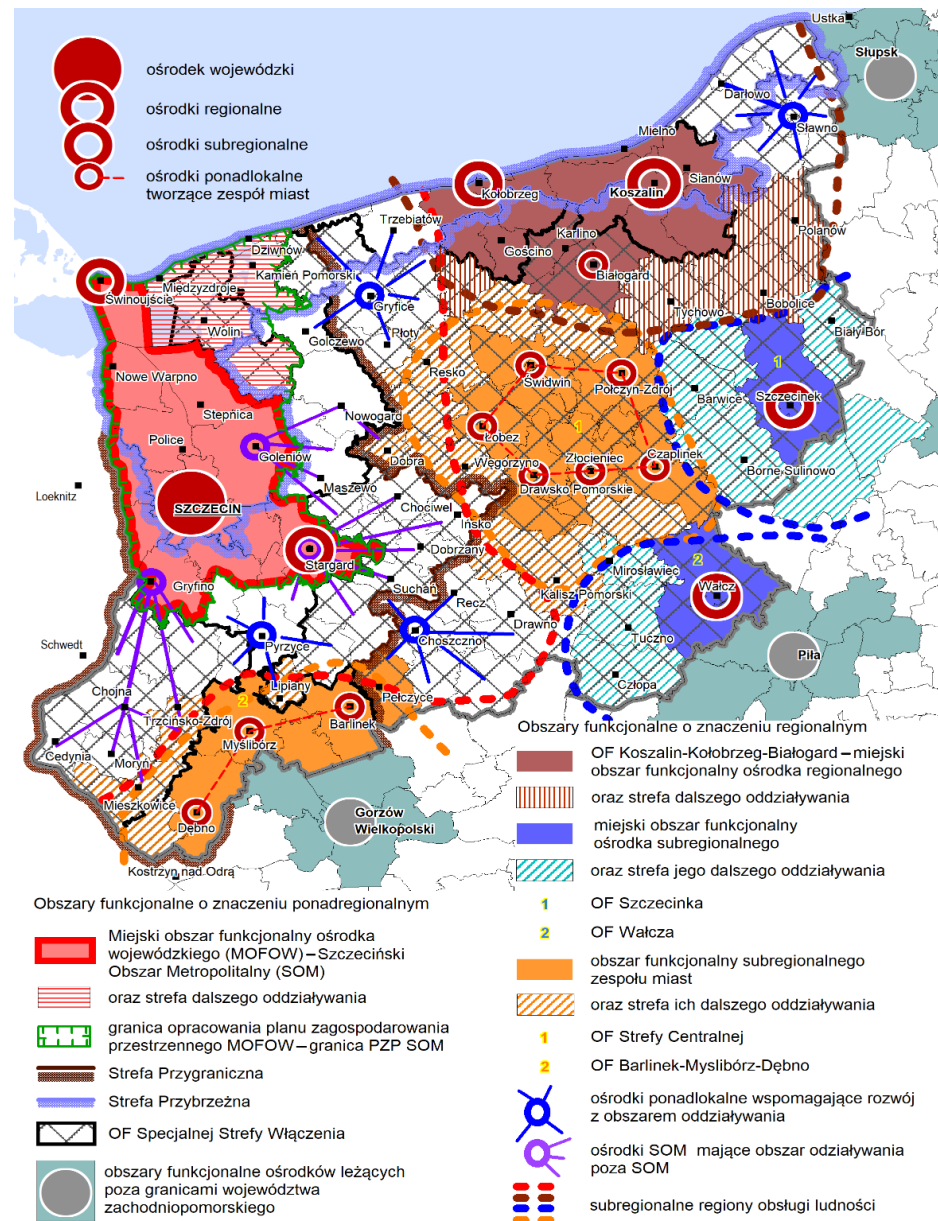 Ustka
Słupsk
ośrodek wojewódzki
ośrodki regionalne
ośrodki subregionalne
ośrodki ponadlokalne
tworzące zespół miast
Darłowo
Sławno
Mielno
Sianów
Kołobrzeg
Koszalin
Trzebiatów
Polanów
Dziwnów
Gościno
Karlino
Białogard
Kamień Pomorski
Międzyzdroje
Świnoujście
Gryfice
Tychowo
Bobolice
Wolin
Golczewo
Płoty
Biały Bór
Resko
Świdwin
Połczyn-Zdrój
1
Nowe Warpno
Barwice
Szczecinek
Stepnica
Nowogard
Łobez
1
Police
Goleniów
Dobra
Węgorzyno
Złocieniec
Czaplinek
Borne Sulinowo
Drawsko Pomorskie
Loeknitz
Maszewo
Chociwel
SZCZECIN
Ińsko
Stargard
Dobrzany
2
Mirosławiec
Gryfino
Suchań
Kalisz Pomorski
Wałcz
Recz
Drawno
Schwedt
Pyrzyce
Choszczno
Tuczno
Piła
Człopa
Lipiany
Pełczyce
Chojna
2
Barlinek
Trzcińsko-Zdrój
Myślibórz
Cedynia
Moryń
Mieszkowice
Dębno
Gorzów
Wielkopolski
Kostrzyn nad Odrą
Obszary funkcjonalne o znaczeniu regionalnym
OF Koszalin-Kołobrzeg-Białogard – miejski
obszar funkcjonalny ośrodka regionalnego
oraz strefa dalszego oddziaływania
miejski obszar funkcjonalny
ośrodka subregionalnego
oraz strefa jego dalszego oddziaływania
1 OF Szczecinka
2 OF Wałcza
obszar funkcjonalny subregionalnego
zespołu miast
oraz strefa ich dalszego oddziaływania
1 OF Strefy Centralnej
2 OF Barlinek-Myslibórz-Dębno
ośrodki ponadlokalne wspomagające rozwój
z obszarem oddziaływania
ośrodki SOM mające obszar odziaływania
poza SOM
subregionalne regiony obsługi ludności
Obszary funkcjonalne o znaczeniu ponadregionalnym
Miejski obszar funkcjonalny ośrodka
wojewódzkiego (MOFOW) – Szczeciński
Obszar Metropolitalny (SOM)
oraz strefa dalszego oddziaływania
granica opracowania planu zagospodarowania
przestrzennego MOFOW – granica PZP SOM
Strefa Przygraniczna
Strefa Przybrzeżna
OF Specjalnej Strefy Włączenia
obszary funkcjonalne ośrodków leżących
poza granicami województwa
zachodniopomorskiego